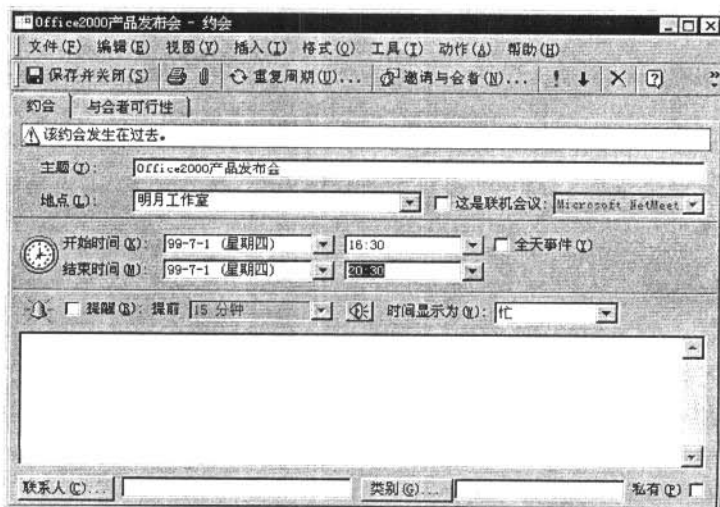 Office2000产品发布会 - 约会
文件(F) 编辑(E) 视图(V) 插入(I) 格式(O) 工具(T) 动作(A) 帮助(H)
保存并关闭(S) 重复周期(U)... 邀请与会者(N)... »
约会 与会者可行性
该约会发生在过去。
主题(J): Office2000产品发布会
地点(L): 明月工作室 这是联机会议: Microsoft NetMeet
开始时间(K): 99-7-1 (星期四) 16:30 全天事件(Y)
结束时间(M): 99-7-1 (星期四) 20:30
提醒(R): 提前 15 分钟 时间显示为(W): 忙
联系人(C)... 类别(G)... 私有(P)